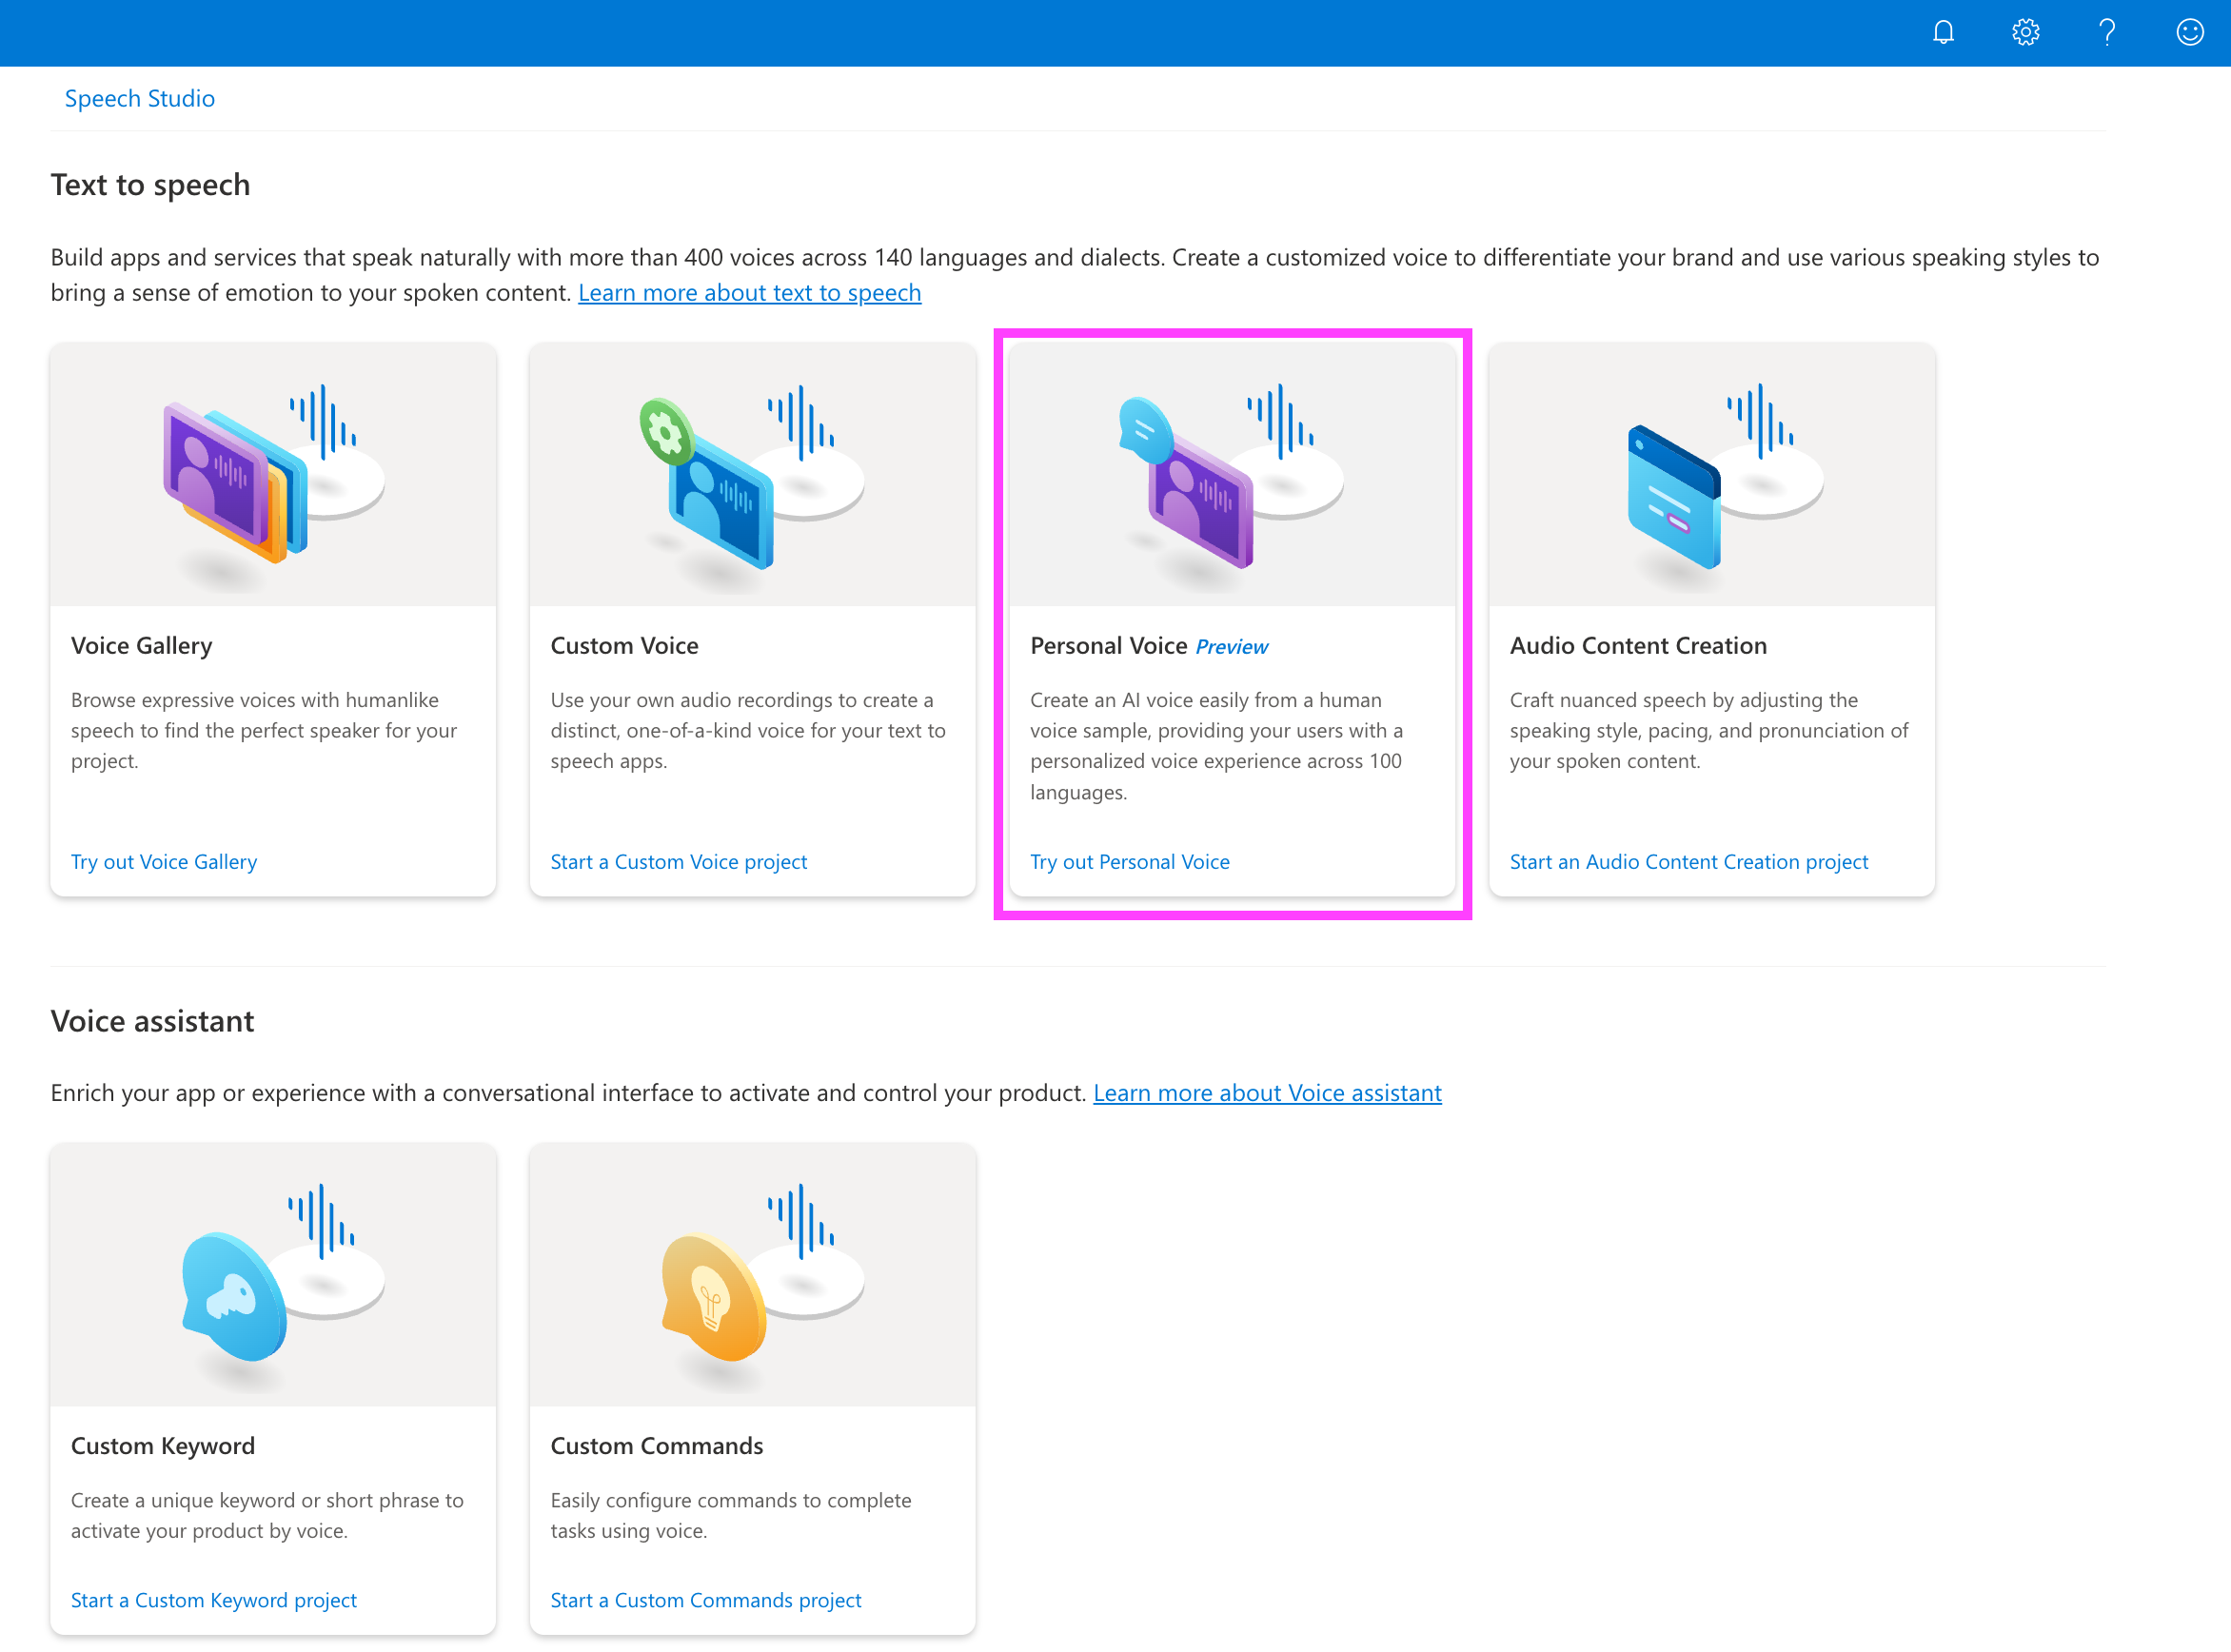 Speech Studio
Text to speech
Build apps and services that speak naturally with more than 400 voices across 140 languages and dialects. Create a customized voice to differentiate your brand and use various speaking styles to
bring a sense of emotion to your spoken content. Learn more about text to speech
Voice Gallery
Browse expressive voices with humanlike
speech to find the perfect speaker for your
project.
Try out Voice Gallery
Custom Voice
Use your own audio recordings to create a
distinct, one-of-a-kind voice for your text to
speech apps.
Start a Custom Voice project
Personal Voice Preview
Create an AI voice easily from a human
voice sample, providing your users with a
personalized voice experience across 100
languages.
Try out Personal Voice
Audio Content Creation
Craft nuanced speech by adjusting the
speaking style, pacing, and pronunciation of
your spoken content.
Start an Audio Content Creation project
Voice assistant
Enrich your app or experience with a conversational interface to activate and control your product. Learn more about Voice assistant
Custom Keyword
Create a unique keyword or short phrase to
activate your product by voice.
Start a Custom Keyword project
Custom Commands
Easily configure commands to complete
tasks using voice.
Start a Custom Commands project